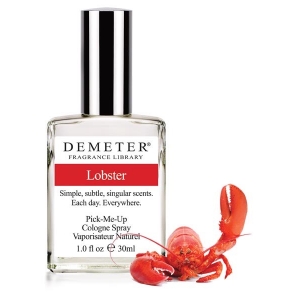 DEMETER®
FRAGRANCE LIBRARY
Lobster
Simple, subtle, singular scents.
Each day. Everywhere.
Pick-Me-Up
Cologne Spray
Vaporisateur Naturel
1.0 fl oz ℮ 30ml